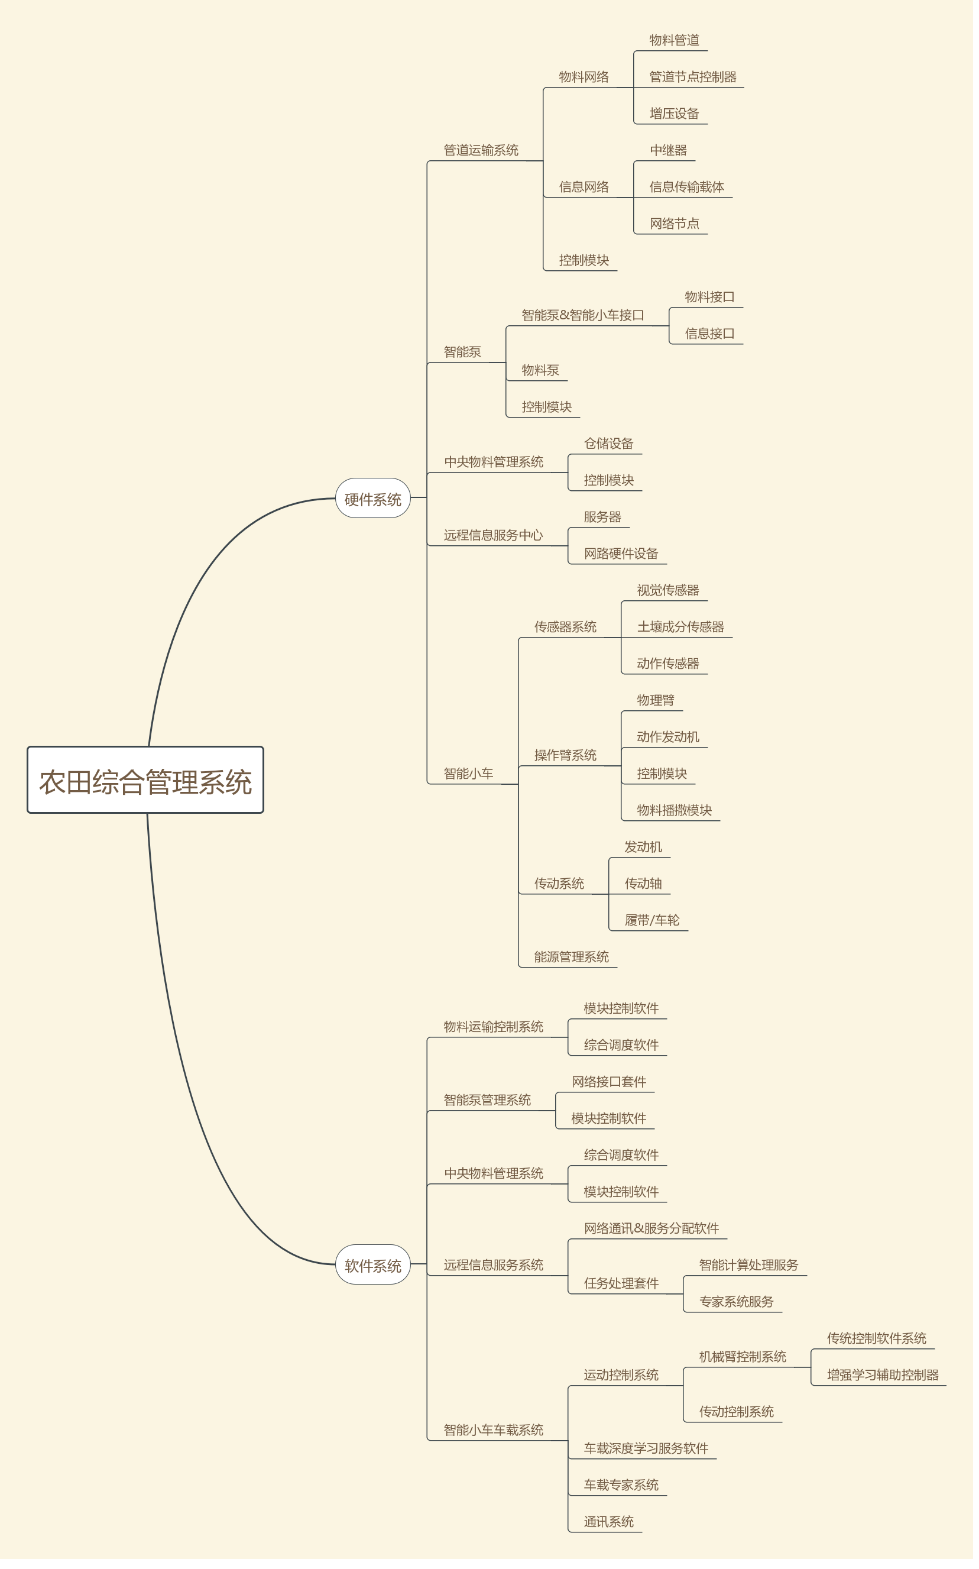 物料管道
物料网络
管道节点控制器
增压设备
管道运输系统
中继器
信息网络
信息传输载体
网络节点
控制模块
物料接口
智能泵&智能小车接口
信息接口
智能泵
物料泵
控制模块
仓储设备
中央物料管理系统
控制模块
硬件系统
服务器
远程信息服务中心
网路硬件设备
视觉传感器
传感器系统
土壤成分传感器
动作传感器
物理臂
动作发动机
操作臂系统
控制模块
智能小车
物料播撒模块
农田综合管理系统
发动机
传动系统
传动轴
履带/车轮
能源管理系统
模块控制软件
物料运输控制系统
综合调度软件
网络接口套件
智能泵管理系统
模块控制软件
综合调度软件
中央物料管理系统
模块控制软件
网络通讯&服务分配软件
软件系统
远程信息服务系统
智能计算处理服务
任务处理套件
专家系统服务
传统控制软件系统
机械臂控制系统
运动控制系统
增强学习辅助控制器
传动控制系统
智能小车车载系统
车载深度学习服务软件
车载专家系统
通讯系统